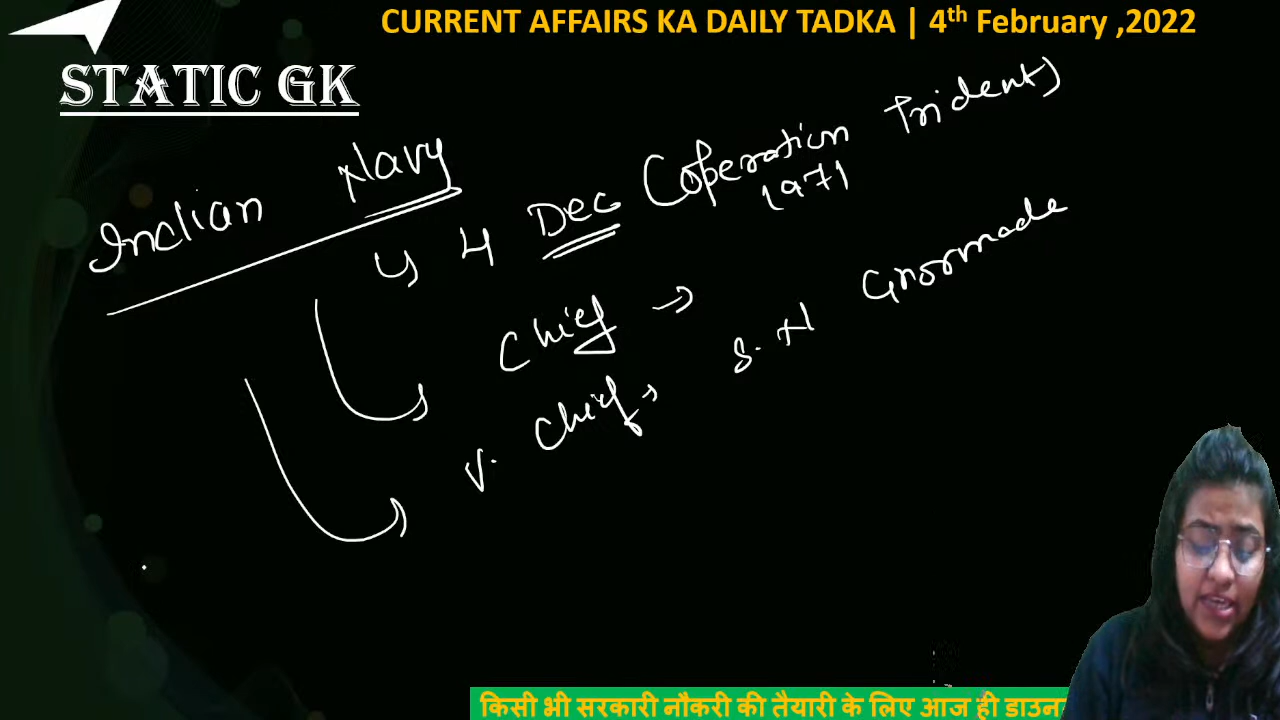 CURRENT AFFAIRS KA DAILY TADKA | 4th February ,2022
STATIC GK
Indian Navy
4 Dec (Operation Trident)
1971
Chief →
V. Chief → S. N Ghormade
किसी भी सरकारी नौकरी की तैयारी के लिए आज ही डाउन